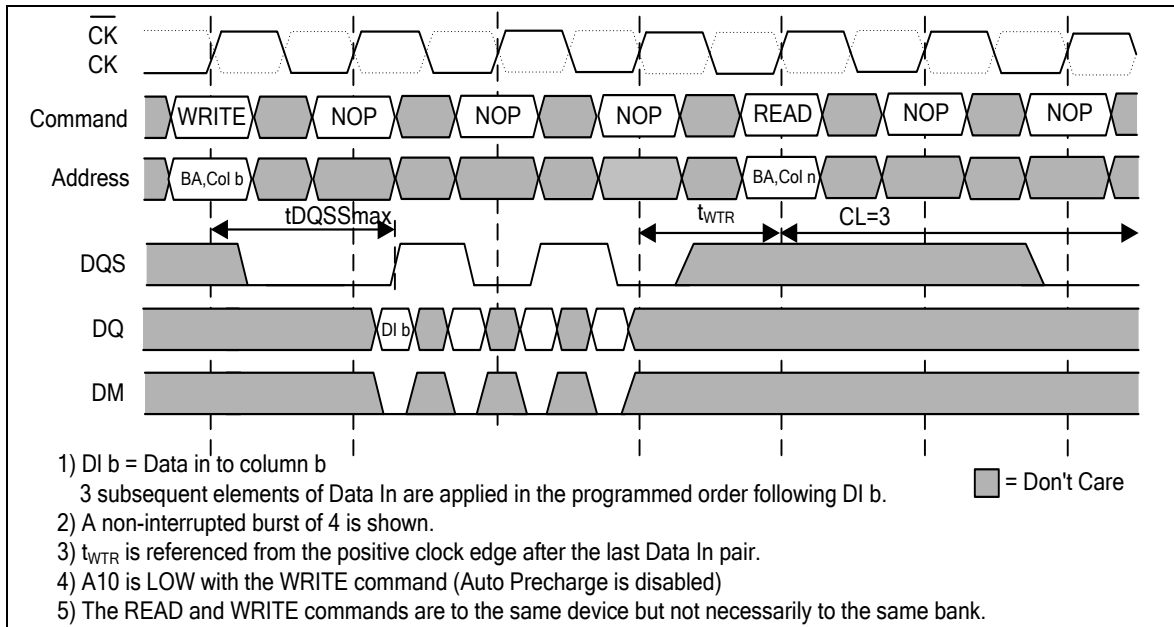 CK
CK
Command WRITE NOP NOP NOP READ NOP NOP
Address BA,Col b BA,Col n
tDQSSmax tWTR CL=3
DQS
DQ DI b
DM
1) DI b = Data in to column b
3 subsequent elements of Data In are applied in the programmed order following DI b.
= Don't Care
2) A non-interrupted burst of 4 is shown.
3) tWTR is referenced from the positive clock edge after the last Data In pair.
4) A10 is LOW with the WRITE command (Auto Precharge is disabled)
5) The READ and WRITE commands are to the same device but not necessarily to the same bank.